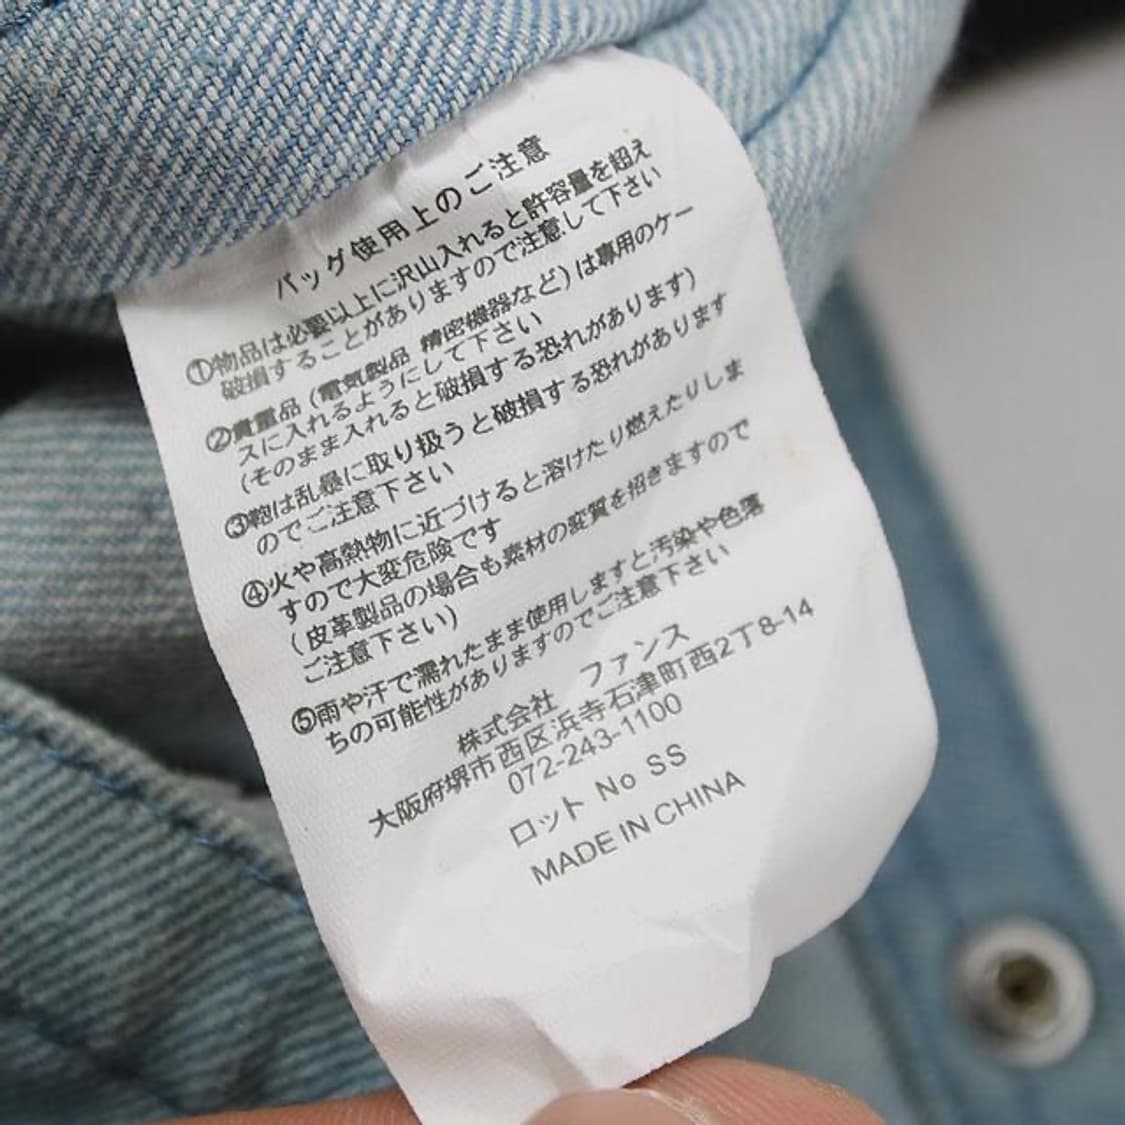 バッグ使用上のご注意
①物品は必要以上に沢山入れると許容量を超え
破損することがありますので注意して下さい
②貴重品(電気製品 精密機器など)は専用のケー
スに入れるようにして下さい
(そのまま入れると破損する恐れがあります)
③鞄は乱暴に取り扱うと破損する恐れがあります
のでご注意下さい
④火や高熱物に近づけると溶けたり燃えたりしま
すので大変危険です
(皮革製品の場合も素材の変質を招きますので
ご注意下さい)
⑤雨や汗で濡れたまま使用しますと汚染や色落
ちの可能性がありますのでご注意下さい
株式会社 ファンス
大阪府堺市西区浜寺石津町西2丁8-14
072-243-1100
ロット No SS
MADE IN CHINA